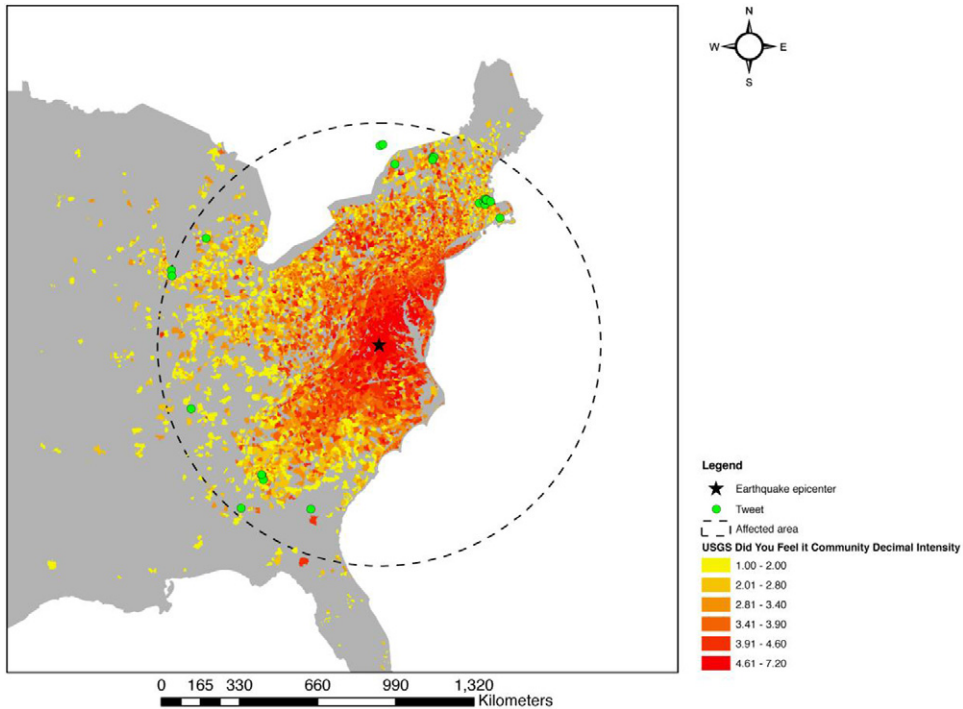 N
W E
S
Legend
Earthquake epicenter
Tweet
Affected area
USGS Did You Feel it Community Decimal Intensity
1.00 - 2.00
2.01 - 2.80
2.81 - 3.40
3.41 - 3.90
3.91 - 4.60
4.61 - 7.20
0 165 330 660 990 1,320
Kilometers